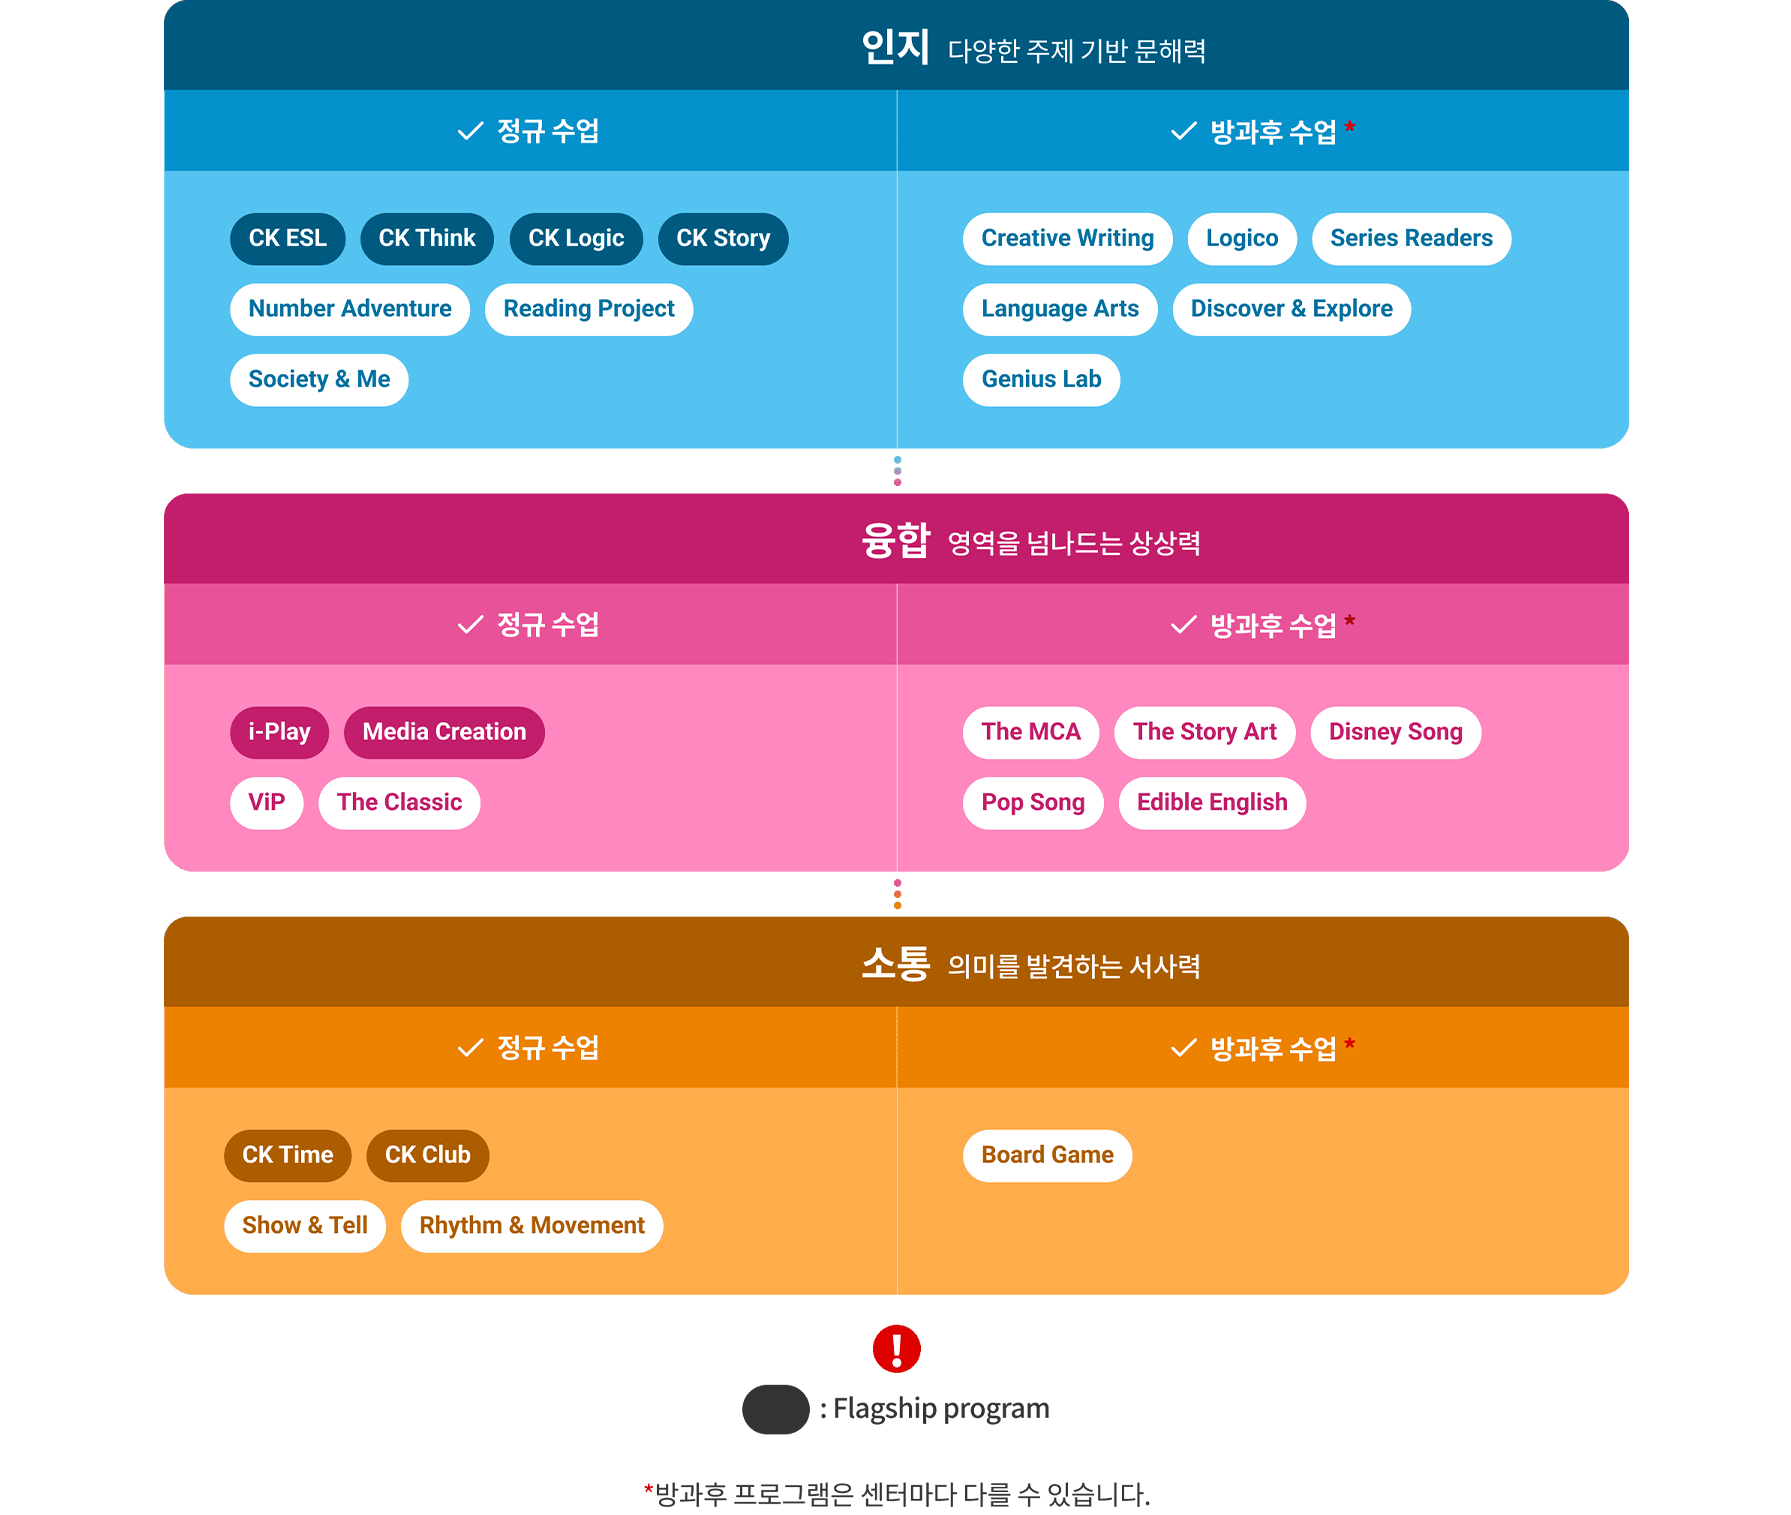 인지 다양한 주제 기반 문해력
정규 수업
방과후 수업 *
CK ESL CK Think CK Logic CK Story
Number Adventure Reading Project
Society & Me
Creative Writing Logico Series Readers
Language Arts Discover & Explore
Genius Lab
융합 영역을 넘나드는 상상력
정규 수업
방과후 수업 *
i-Play Media Creation
ViP The Classic
The MCA The Story Art Disney Song
Pop Song Edible English
소통 의미를 발견하는 서사력
정규 수업
방과후 수업 *
CK Time CK Club
Show & Tell Rhythm & Movement
Board Game
!
: Flagship program
*방과후 프로그램은 센터마다 다를 수 있습니다.